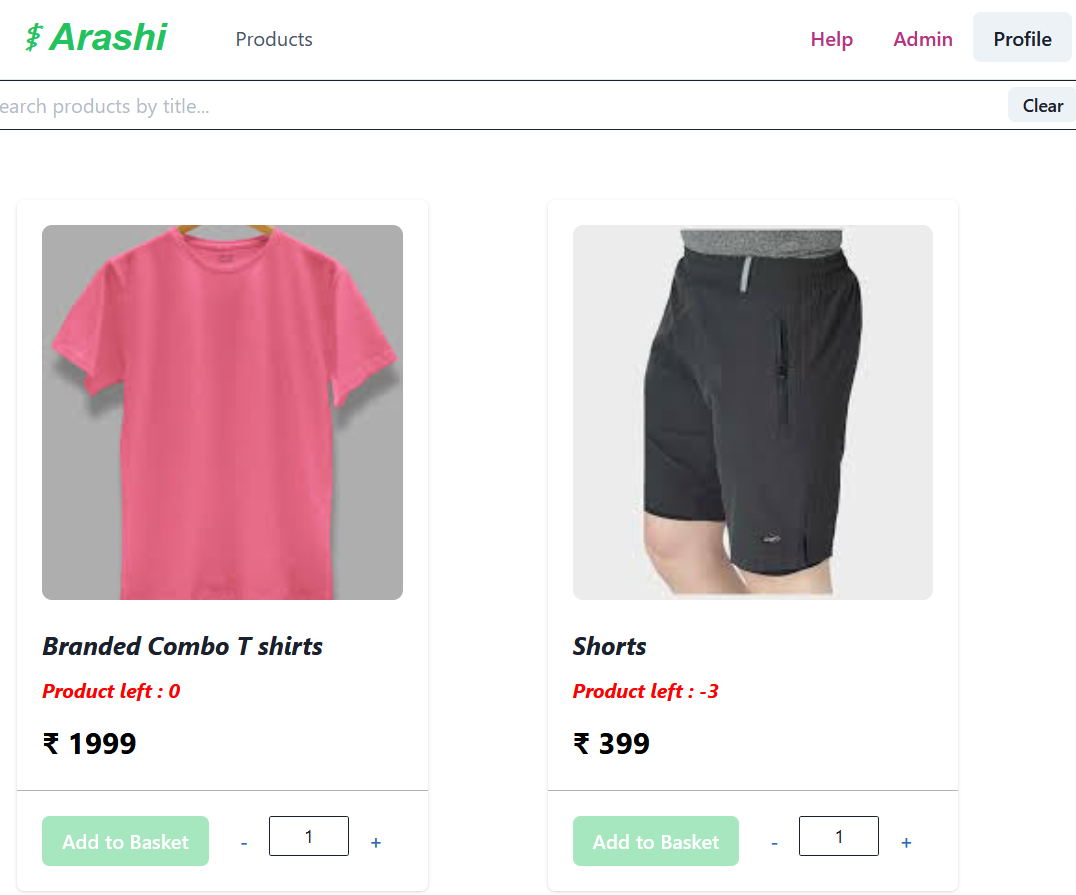 Arashi Products Help Admin Profile
earch products by title... Clear
Branded Combo T shirts
Product left : 0
₹ 1999
Add to Basket - 1 +
Shorts
Product left : -3
₹ 399
Add to Basket - 1 +